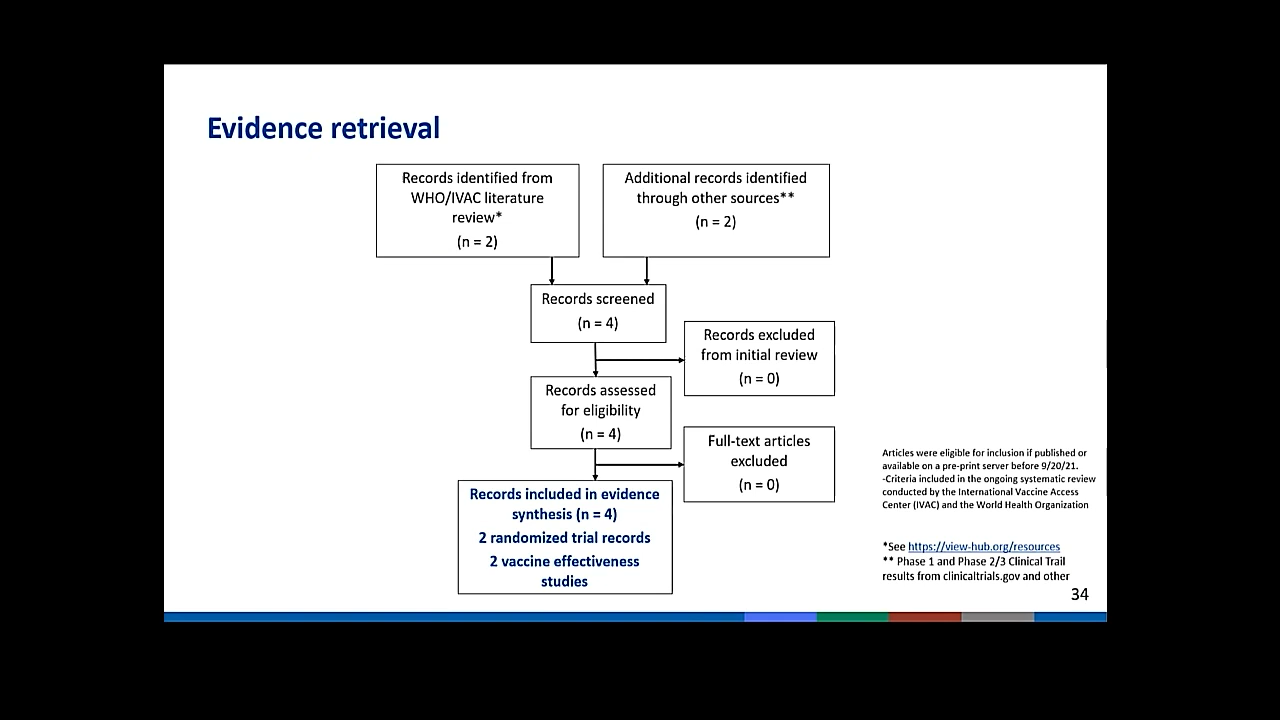 Evidence retrieval
Records identified from
WHO/IVAC literature
review*
(n = 2)
Additional records identified
through other sources**
(n = 2)
Records screened
(n = 4)
Records excluded
from initial review
(n = 0)
Records assessed
for eligibility
(n = 4)
Full-text articles
excluded
(n = 0)
Records included in evidence
synthesis (n = 4)
2 randomized trial records
2 vaccine effectiveness
studies
Articles were eligible for inclusion if published or
available on a pre-print server before 9/20/21.
-Criteria included in the ongoing systematic review
conducted by the International Vaccine Access
Center (IVAC) and the World Health Organization
*See https://view-hub.org/resources
** Phase 1 and Phase 2/3 Clinical Trail
results from clinicaltrials.gov and other
34